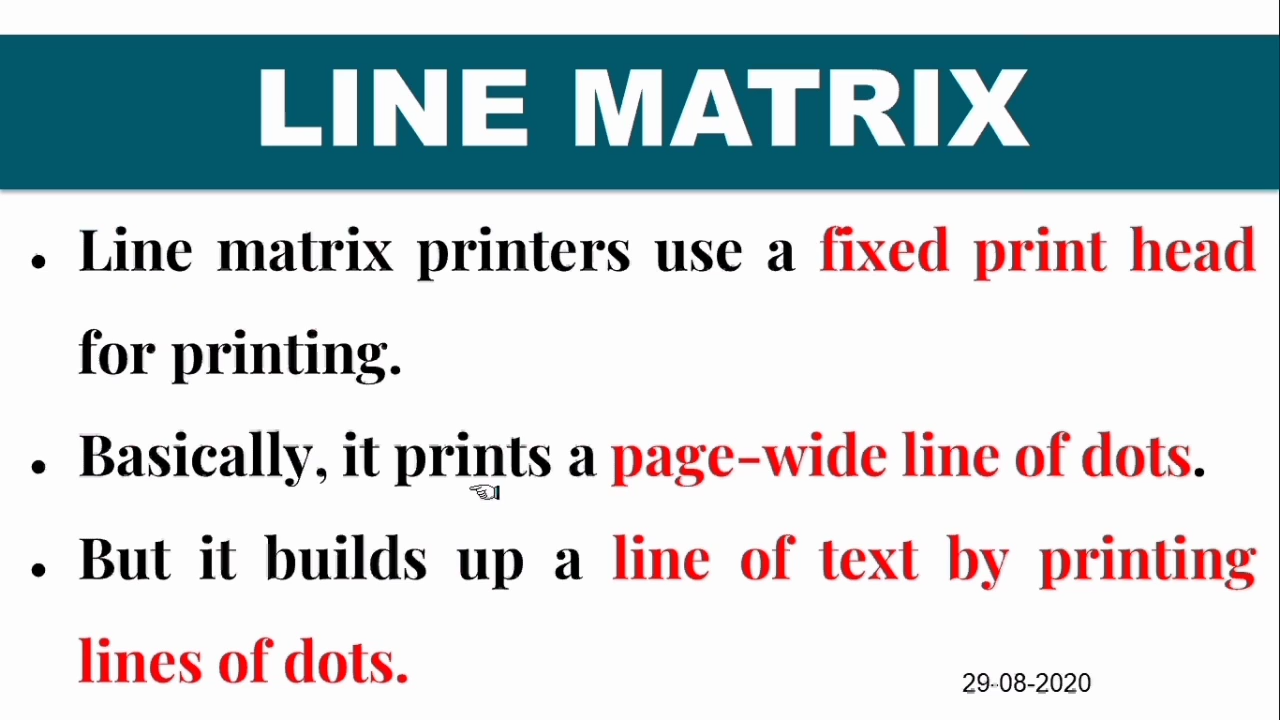 LINE MATRIX
• Line matrix printers use a fixed print head
for printing.
• Basically, it prints a page-wide line of dots.
• But it builds up a line of text by printing
lines of dots.
29-08-2020